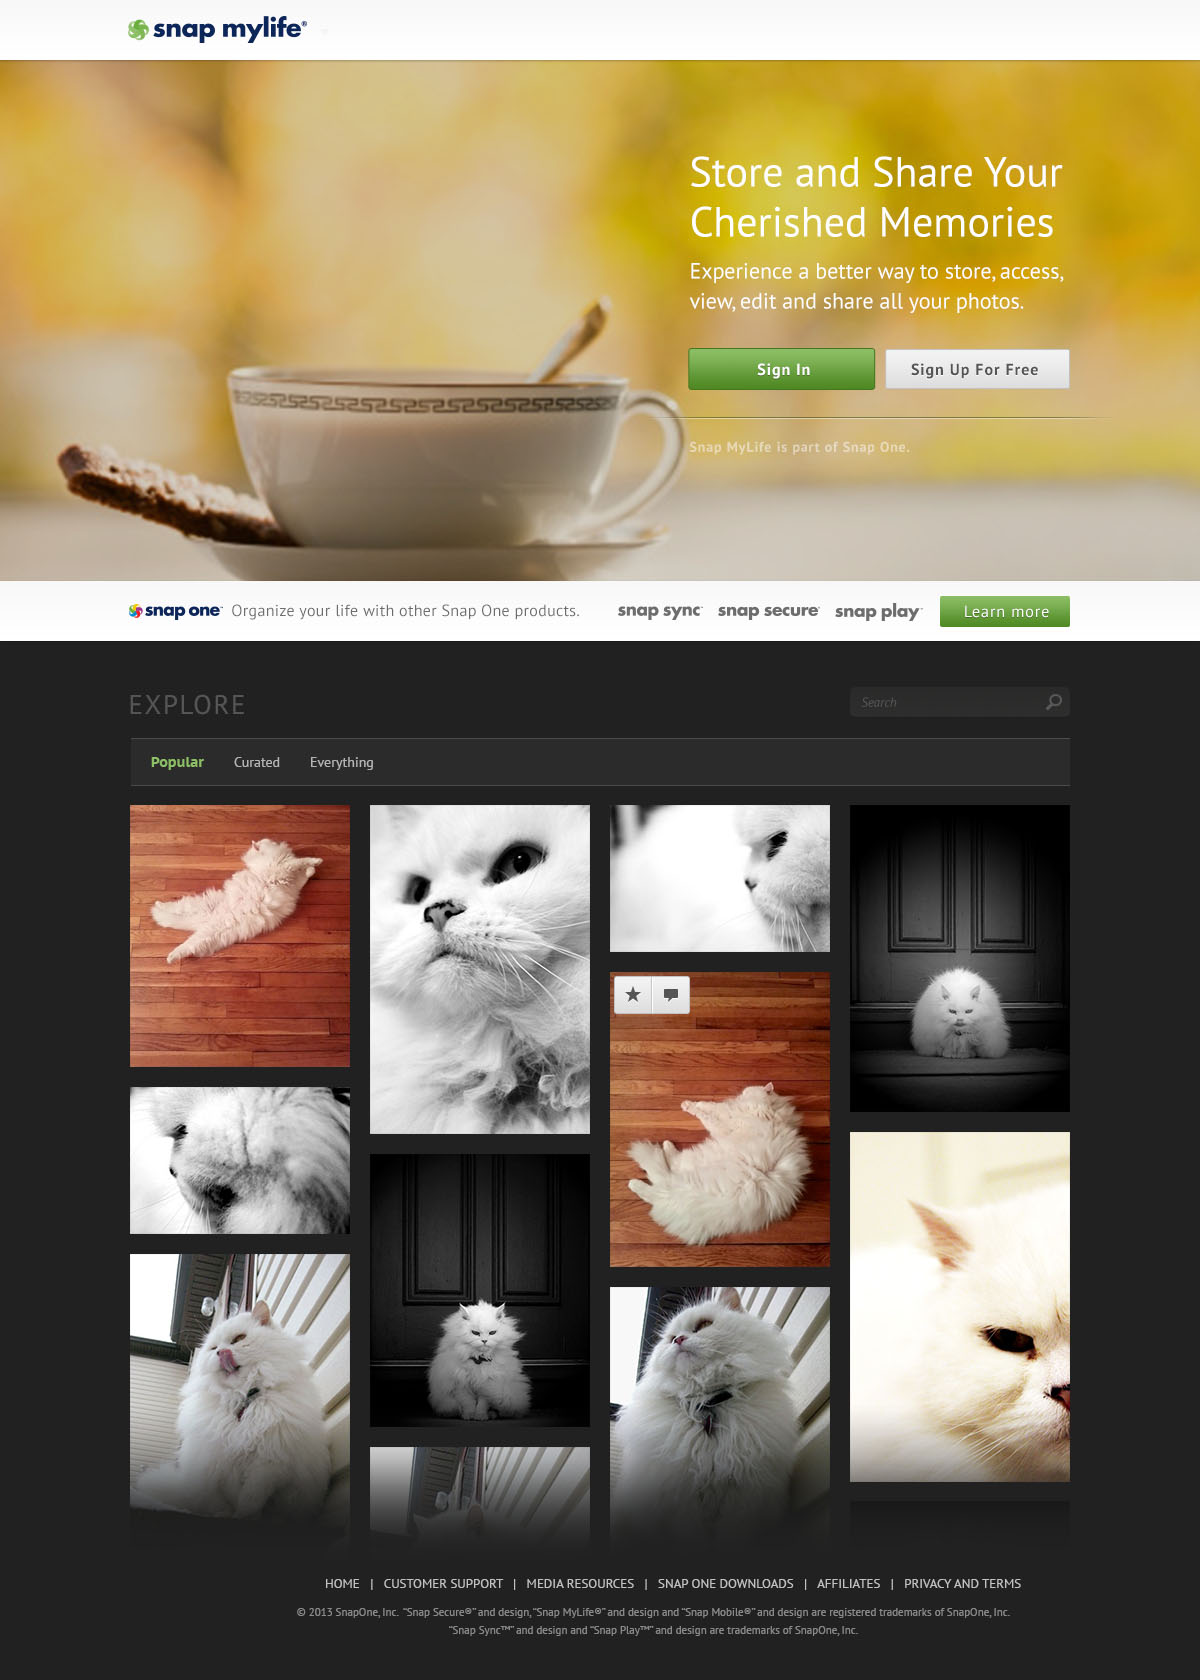 snap mylife®
Store and Share Your
Cherished Memories
Experience a better way to store, access,
view, edit and share all your photos.
Sign In
Sign Up For Free
Snap MyLife is part of Snap One.
snap one™ Organize your life with other Snap One products.
snap sync™ snap secure® snap play™
Learn more
EXPLORE
Search
Popular Curated Everything
HOME | CUSTOMER SUPPORT | MEDIA RESOURCES | SNAP ONE DOWNLOADS | AFFILIATES | PRIVACY AND TERMS
© 2013 SnapOne, Inc. "Snap Secure®" and design, "Snap MyLife®" and design and "Snap Mobile®" and design are registered trademarks of SnapOne, Inc.
"Snap Sync™" and design and "Snap Play™" and design are trademarks of SnapOne, Inc.